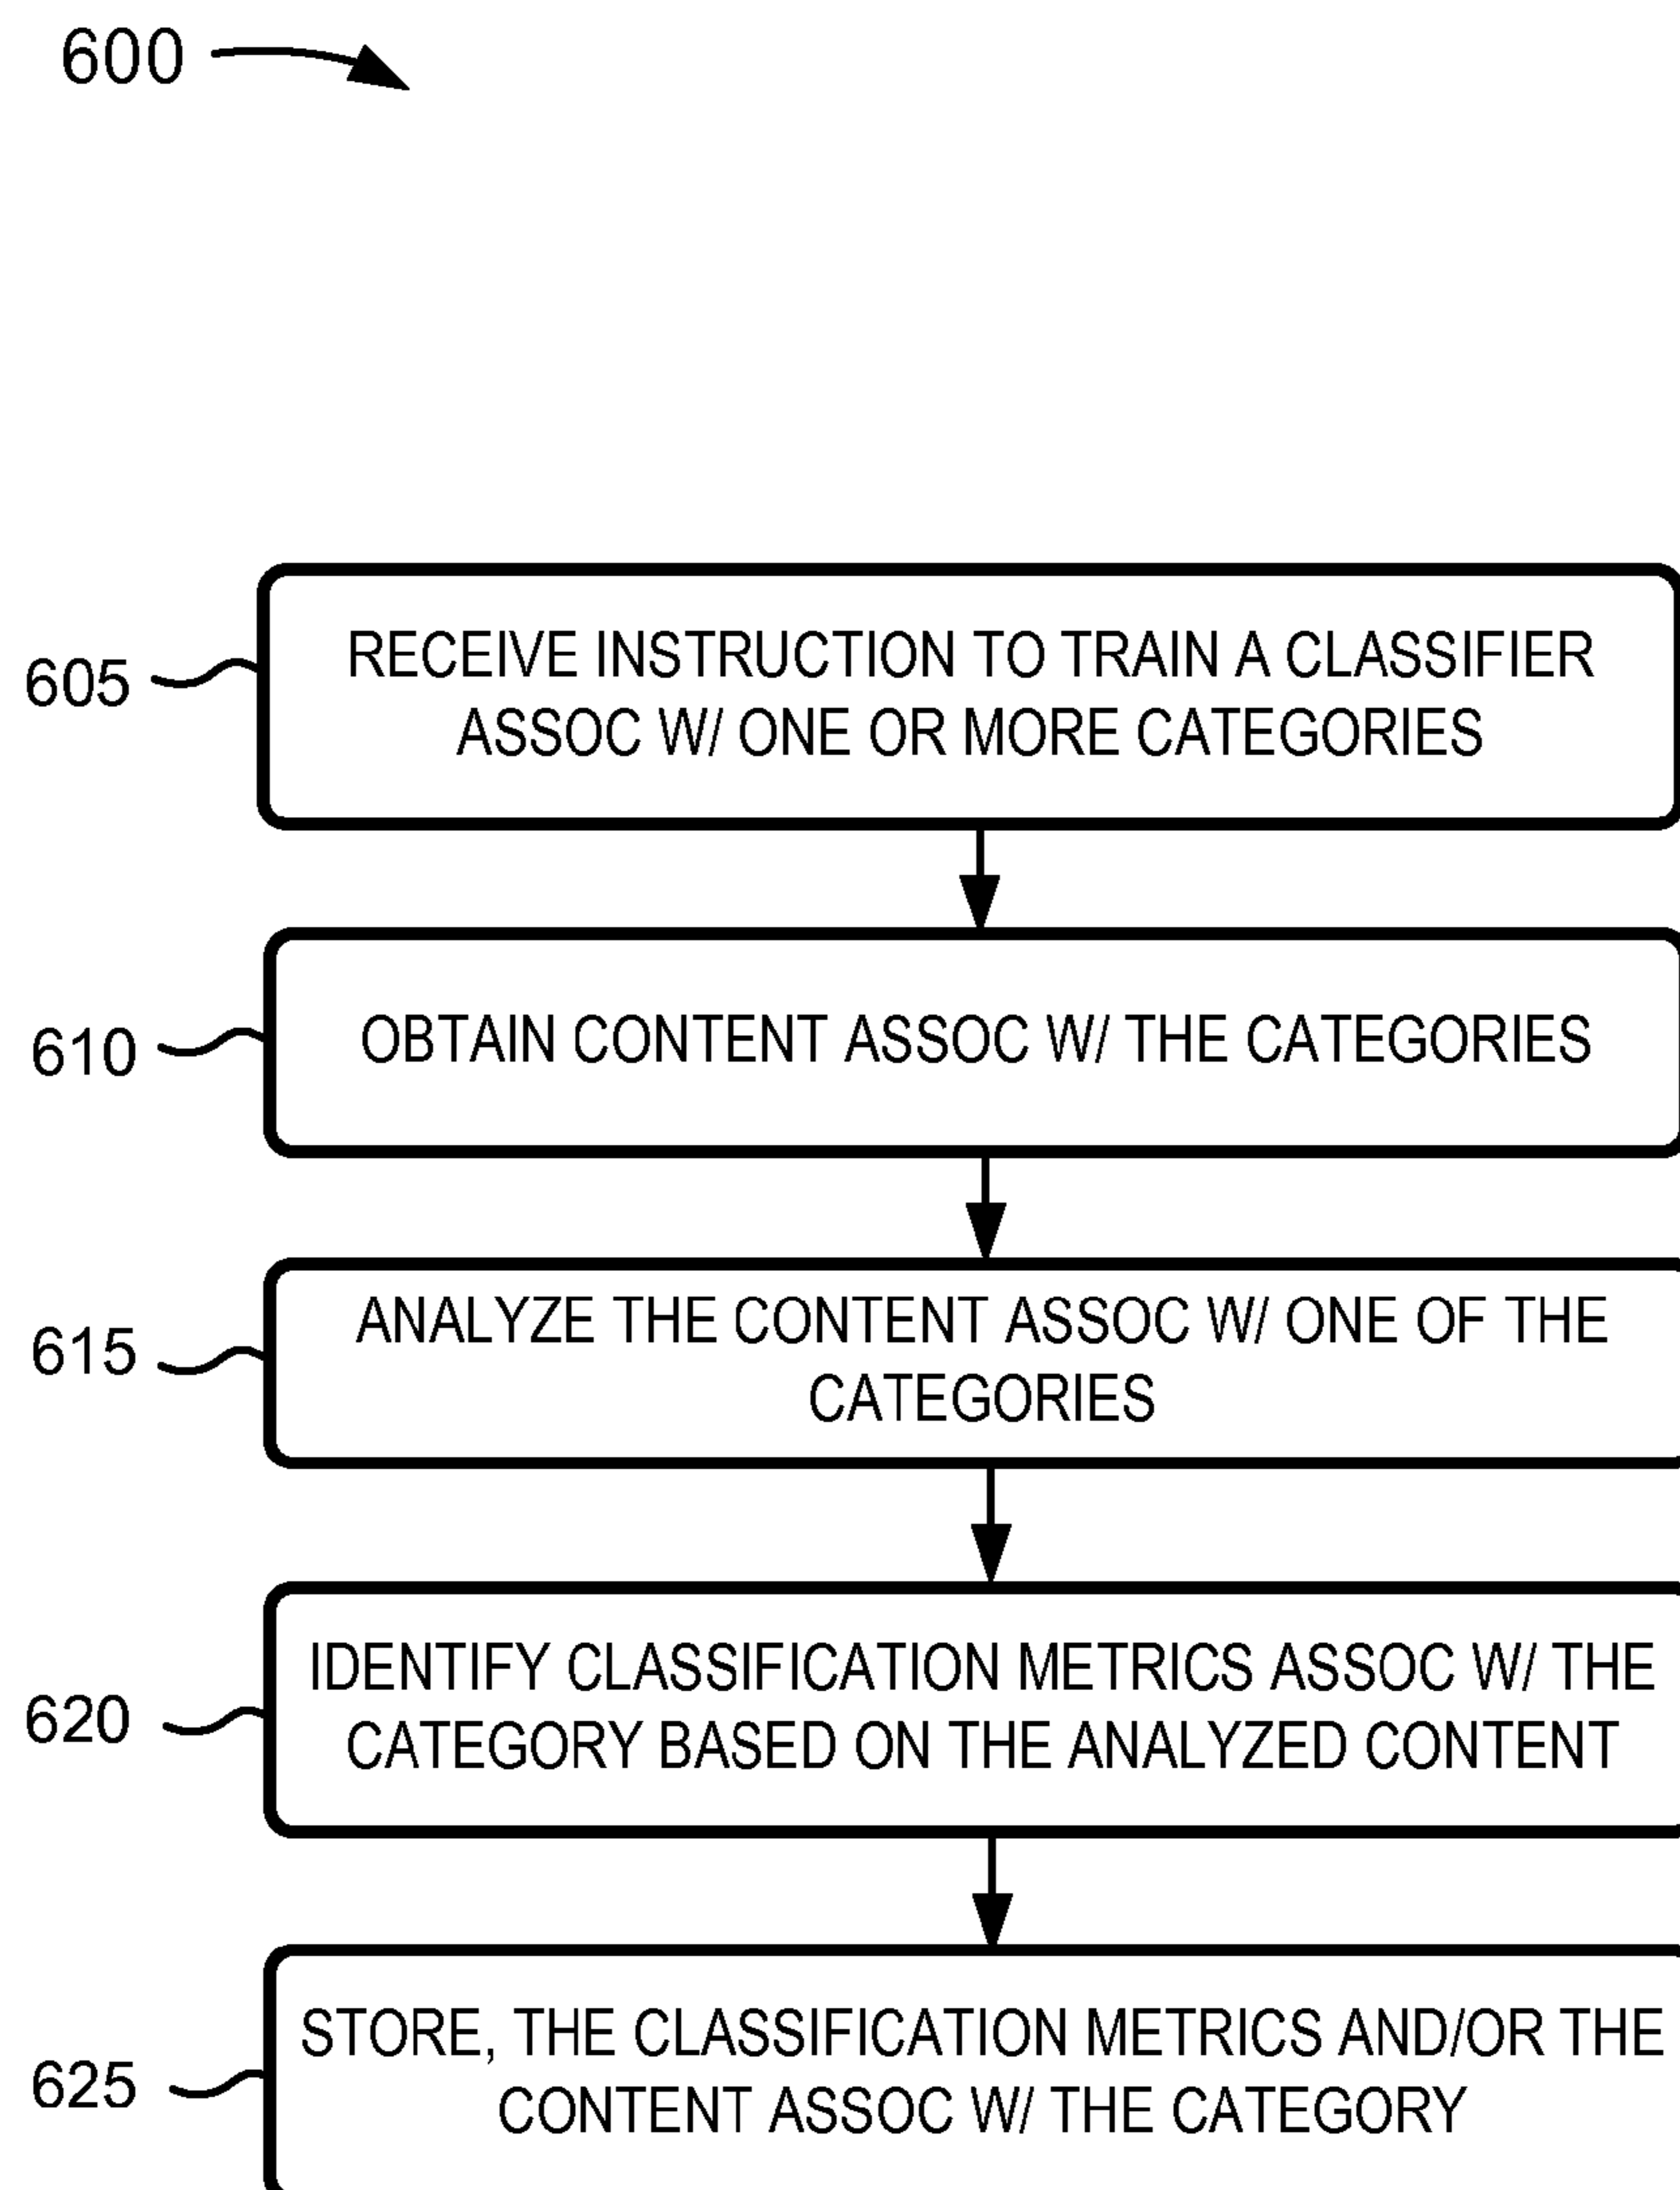 600
605
RECEIVE INSTRUCTION TO TRAIN A CLASSIFIER
ASSOC W/ ONE OR MORE CATEGORIES
610
OBTAIN CONTENT ASSOC W/ THE CATEGORIES
615
ANALYZE THE CONTENT ASSOC W/ ONE OF THE
CATEGORIES
620
IDENTIFY CLASSIFICATION METRICS ASSOC W/ THE
CATEGORY BASED ON THE ANALYZED CONTENT
625
STORE, THE CLASSIFICATION METRICS AND/OR THE
CONTENT ASSOC W/ THE CATEGORY